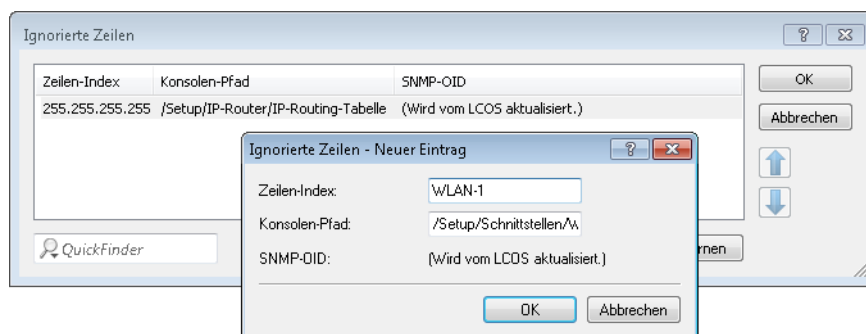 Ignorierte Zeilen
Zeilen-Index Konsolen-Pfad SNMP-OID
255.255.255.255 /Setup/IP-Router/IP-Routing-Tabelle (Wird vom LCOS aktualisiert.)
OK
Abbrechen
QuickFinder
Ignorierte Zeilen - Neuer Eintrag
Zeilen-Index: WLAN-1
Konsolen-Pfad: /Setup/Schnittstellen/W
SNMP-OID: (Wird vom LCOS aktualisiert.)
OK Abbrechen